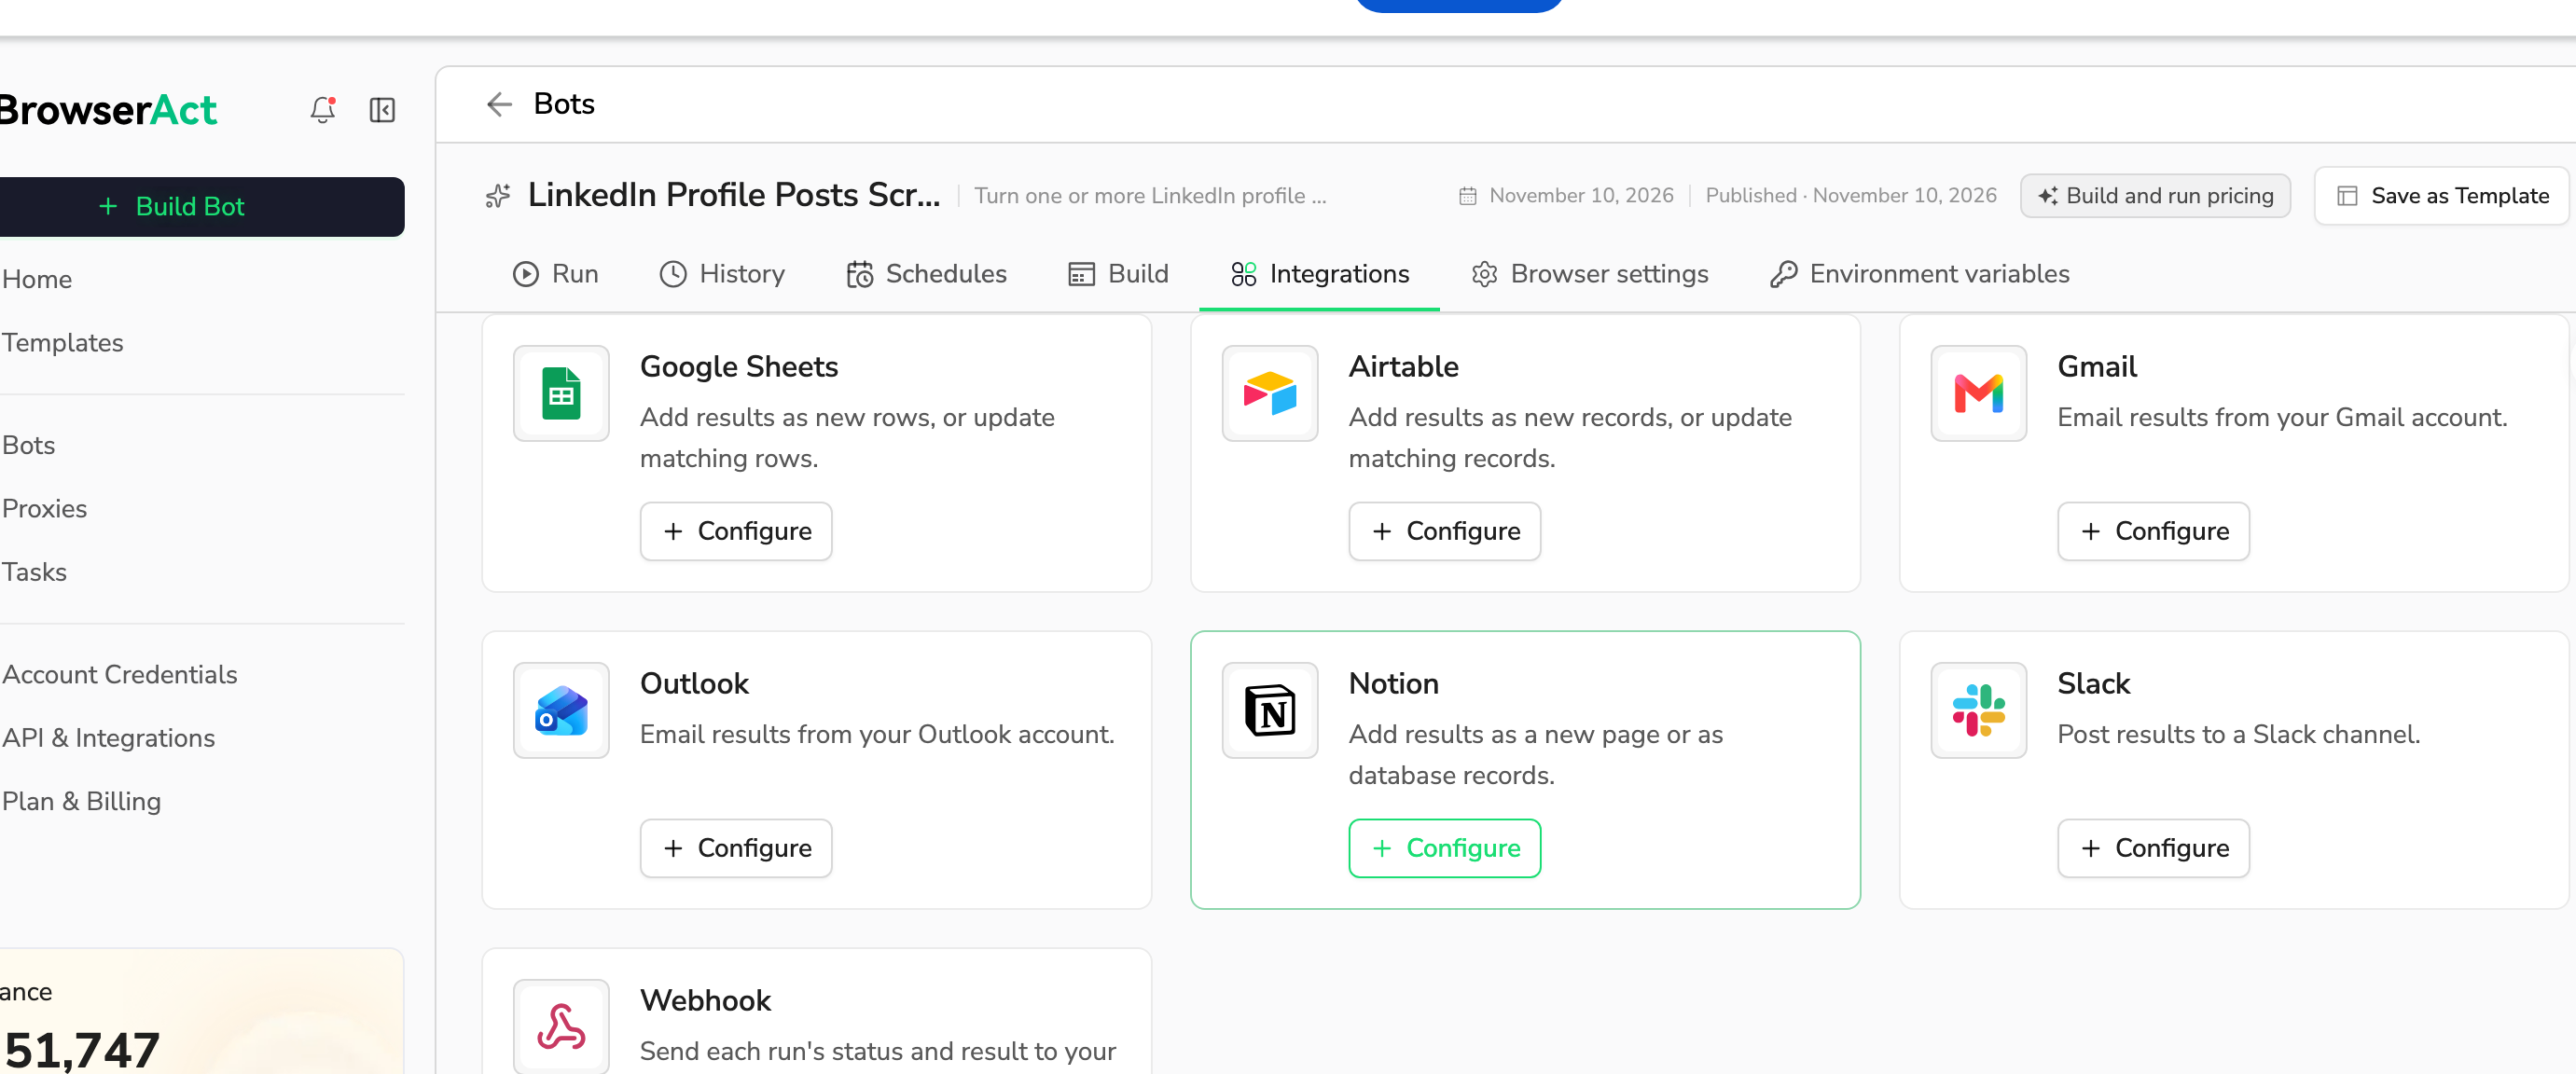 BrowserAct
Bots
Build Bot
LinkedIn Profile Posts Scr...
Turn one or more LinkedIn profile ...
November 10, 2026
Published · November 10, 2026
Build and run pricing
Save as Template
Home
Run
History
Schedules
Build
Integrations
Browser settings
Environment variables
Templates
Bots
Proxies
Tasks
Account Credentials
API & Integrations
Plan & Billing
ance
51,747
Google Sheets
Add results as new rows, or update
matching rows.
Configure
Airtable
Add results as new records, or update
matching records.
Configure
Gmail
Email results from your Gmail account.
Configure
Outlook
Email results from your Outlook account.
Configure
Notion
Add results as a new page or as
database records.
Configure
Slack
Post results to a Slack channel.
Configure
Webhook
Send each run's status and result to your